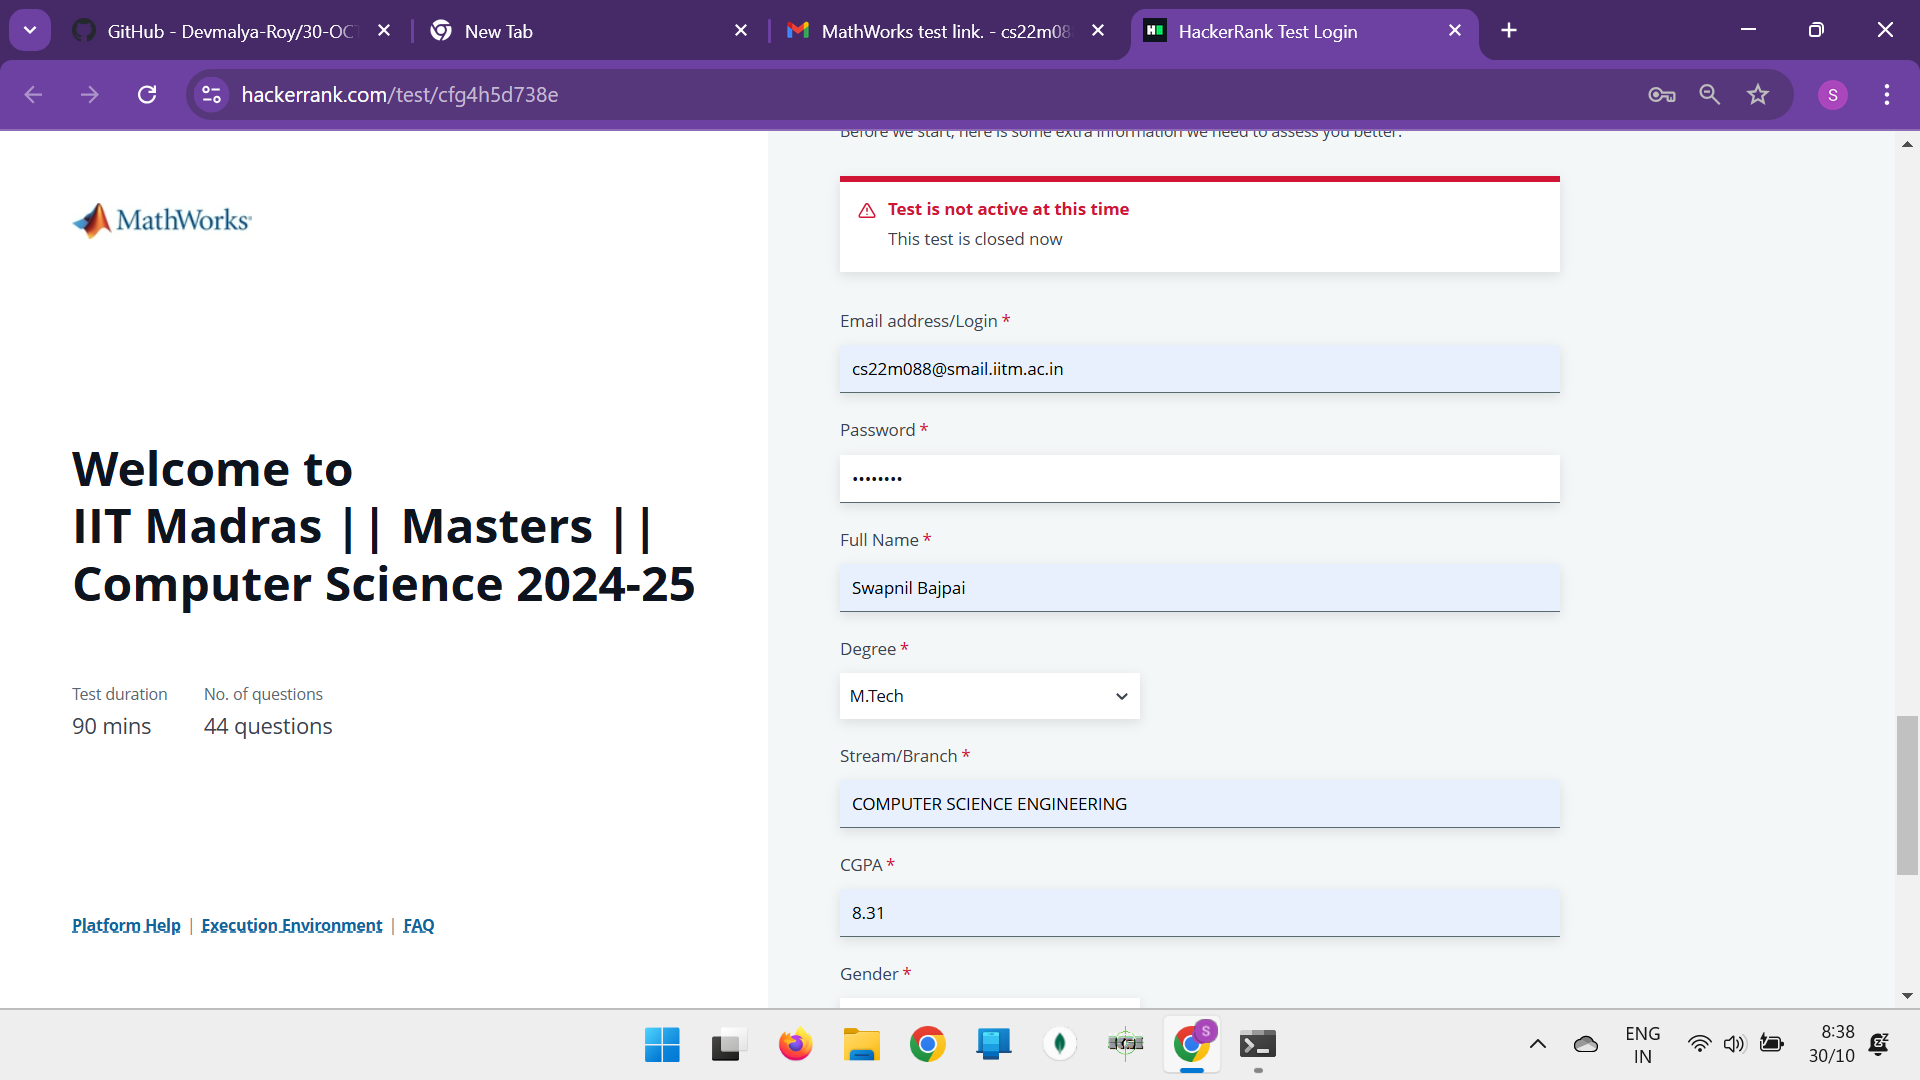 GitHub - Devmalya-Roy/30-OCT
New Tab
MathWorks test link. - cs22m08
HackerRank Test Login
hackerrank.com/test/cfg4h5d738e
S
Before we start, here is some extra information we need to assess you better.
MathWorks
Test is not active at this time
This test is closed now
Email address/Login *
cs22m088@smail.iitm.ac.in
Password *
••••••••
Full Name *
Swapnil Bajpai
Degree *
M.Tech
Stream/Branch *
COMPUTER SCIENCE ENGINEERING
CGPA *
8.31
Gender *
Welcome to
IIT Madras || Masters ||
Computer Science 2024-25
Test duration
90 mins
No. of questions
44 questions
Platform Help | Execution Environment | FAQ
S
ENG
IN
8:38
30/10